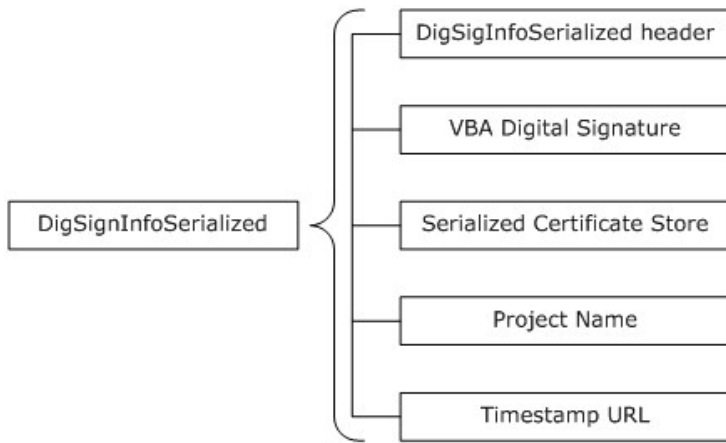 DigSigInfoSerialized header
VBA Digital Signature
DigSignInfoSerialized
Serialized Certificate Store
Project Name
Timestamp URL